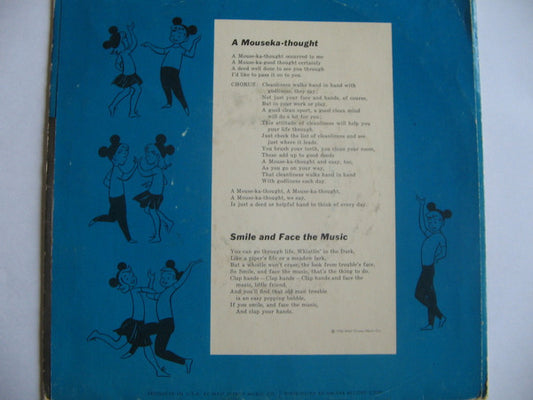 A Mouseka-thought
A Mouse-ka-thought occurred to me
A Mouse-ka-good thought certainly
A deed well done to see you through
I'd like to pass it on to you.
CHORUS: Cleanliness walks hand in hand with
godliness, they say;
Not just your face and hands, of course,
But in your work or play.
A good clean sport, a good clean mind
will do a lot for you;
This attitude of cleanliness will help you
your life through.
Just check the list of cleanliness and see
just where it leads.
You brush your teeth, you clean your room,
These add up to good deeds
A Mouse-ka-thought and easy, too,
As you go on your way,
That cleanliness walks hand in hand
With godliness each day.
A Mouse-ka-thought, A Mouse-ka-thought,
A Mouse-ka-thought, we say,
Is just a deed or helpful hand to think of every day.
Smile and Face the Music
You can go through life, Whistlin' in the Dark,
Like a piper's fife or a meadow lark,
But a whistle won't erase, the look from trouble's face,
So Smile, and face the music, that's the thing to do.
Clap hands—Clap hands—Clap hands and face the
music, little friend,
And you'll find that old man trouble
is an easy popping bubble,
If you smile, and face the music,
And clap your hands.